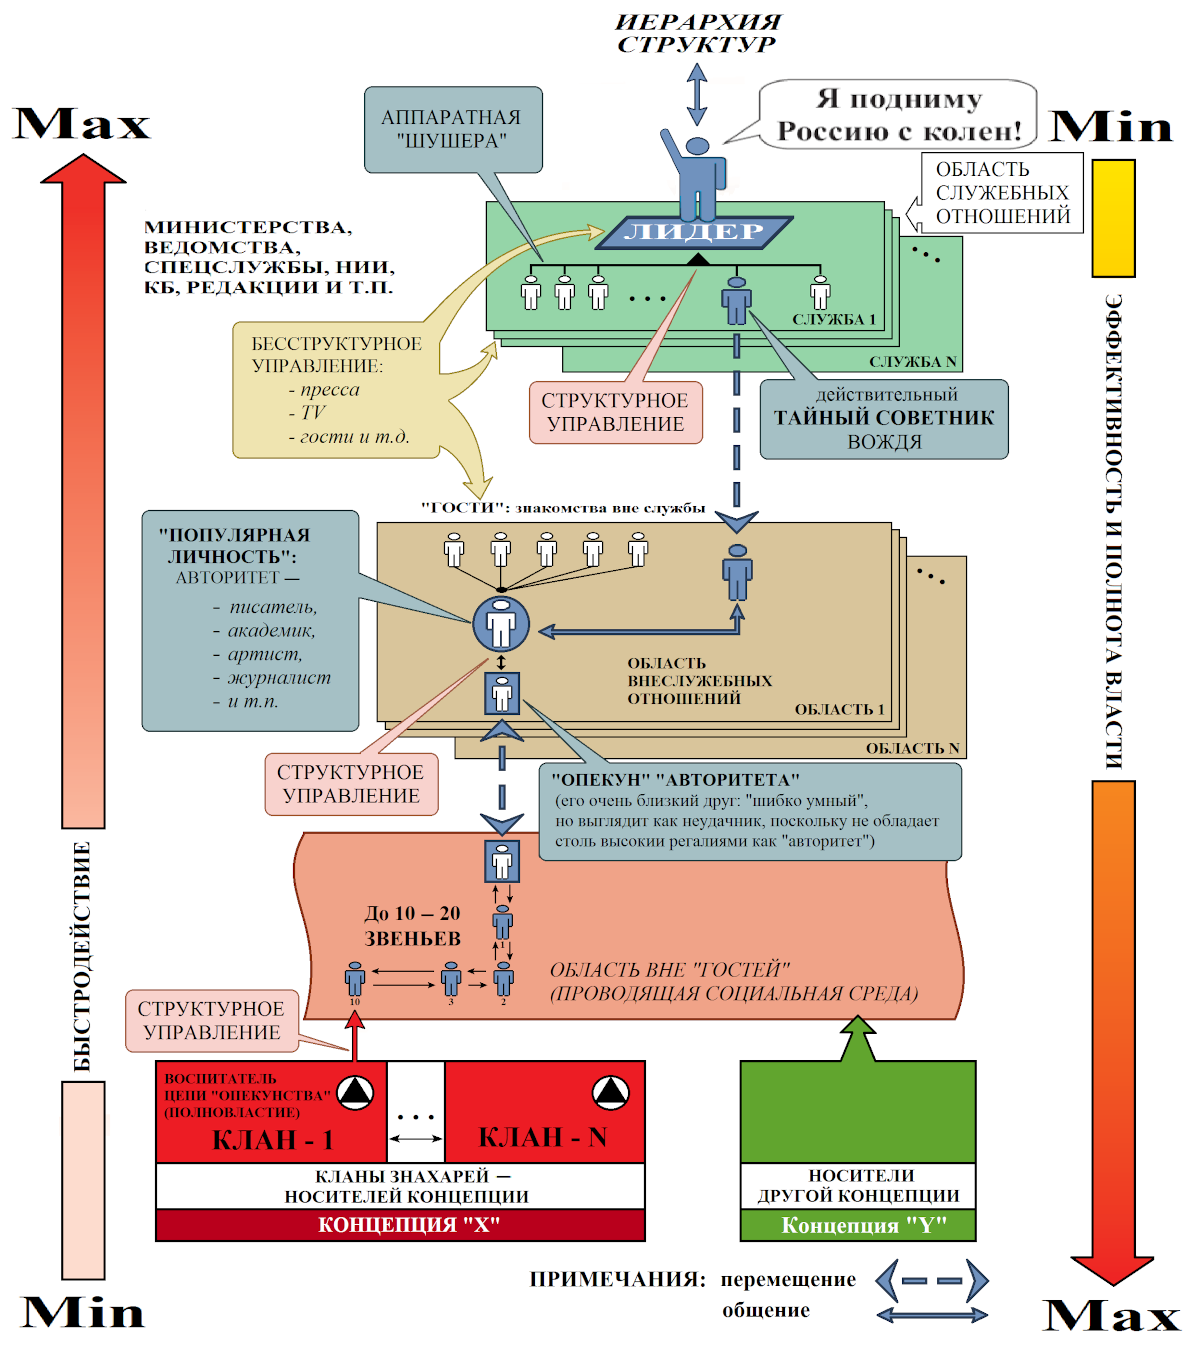 ИЕРАРХИЯ
СТРУКТУР
Max
Я подниму
Россию с колен!
Min
АППАРАТНАЯ
"ШУШЕРА"
ОБЛАСТЬ
СЛУЖЕБНЫХ
ОТНОШЕНИЙ
МИНИСТЕРСТВА,
ВЕДОМСТВА,
СПЕЦСЛУЖБЫ, НИИ,
КБ, РЕДАКЦИИ И Т.П.
ЛИДЕР
• • •
СЛУЖБА 1
СЛУЖБА N
БЕССТРУКТУРНОЕ
УПРАВЛЕНИЕ:
- пресса
- TV
- гости и т.д.
СТРУКТУРНОЕ
УПРАВЛЕНИЕ
действительный
ТАЙНЫЙ СОВЕТНИК
ВОЖДЯ
ЭФФЕКТИВНОСТЬ И ПОЛНОТА ВЛАСТИ
"ГОСТИ": знакомства вне службы
"ПОПУЛЯРНАЯ
ЛИЧНОСТЬ":
АВТОРИТЕТ —
- писатель,
- академик,
- артист,
- журналист
- и т.п.
ОБЛАСТЬ
ВНЕСЛУЖЕБНЫХ
ОТНОШЕНИЙ
ОБЛАСТЬ 1
ОБЛАСТЬ N
СТРУКТУРНОЕ
УПРАВЛЕНИЕ
"ОПЕКУН" "АВТОРИТЕТА"
(его очень близкий друг: "шибко умный",
но выглядит как неудачник, поскольку не обладает
столь высокии регалиями как "авторитет")
БЫСТРОДЕЙСТВИЕ
До 10 – 20
ЗВЕНЬЕВ
1
10
3
2
ОБЛАСТЬ ВНЕ "ГОСТЕЙ"
(ПРОВОДЯЩАЯ СОЦИАЛЬНАЯ СРЕДА)
СТРУКТУРНОЕ
УПРАВЛЕНИЕ
ВОСПИТАТЕЛЬ
ЦЕПИ "ОПЕКУНСТВА"
(ПОЛНОВЛАСТИЕ)
КЛАН - 1
• • •
КЛАН - N
КЛАНЫ ЗНАХАРЕЙ —
НОСИТЕЛЕЙ КОНЦЕПЦИИ
КОНЦЕПЦИЯ "X"
НОСИТЕЛИ
ДРУГОЙ КОНЦЕПЦИИ
Концепция "Y"
ПРИМЕЧАНИЯ: перемещение
общение
Min
Max